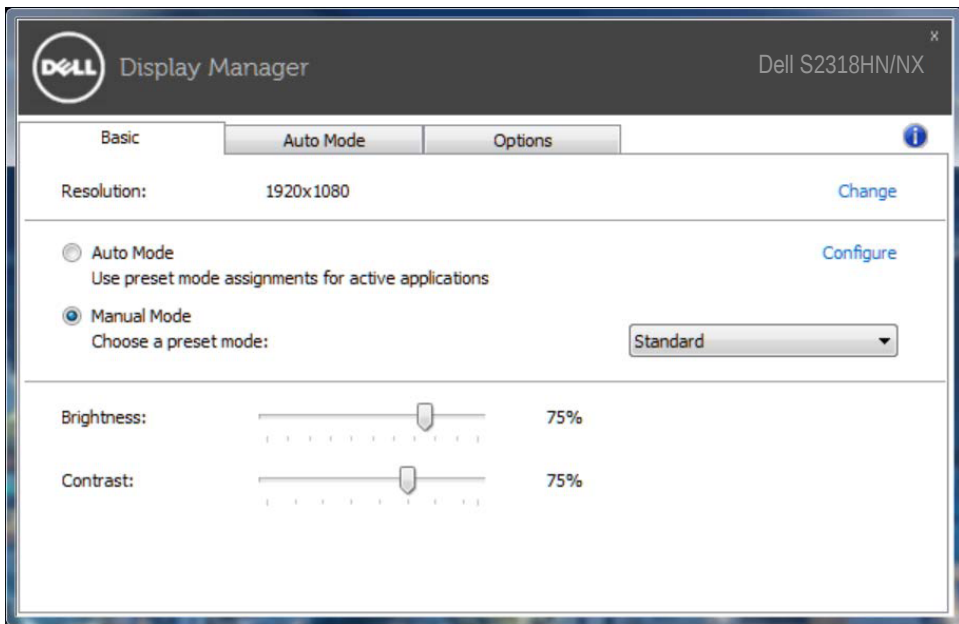 DELL Display Manager
x
Dell S2318HN/NX
Basic Auto Mode Options
i
Resolution: 1920x1080 Change
Auto Mode Configure
Use preset mode assignments for active applications
Manual Mode
Choose a preset mode: Standard
Brightness: 75%
Contrast: 75%